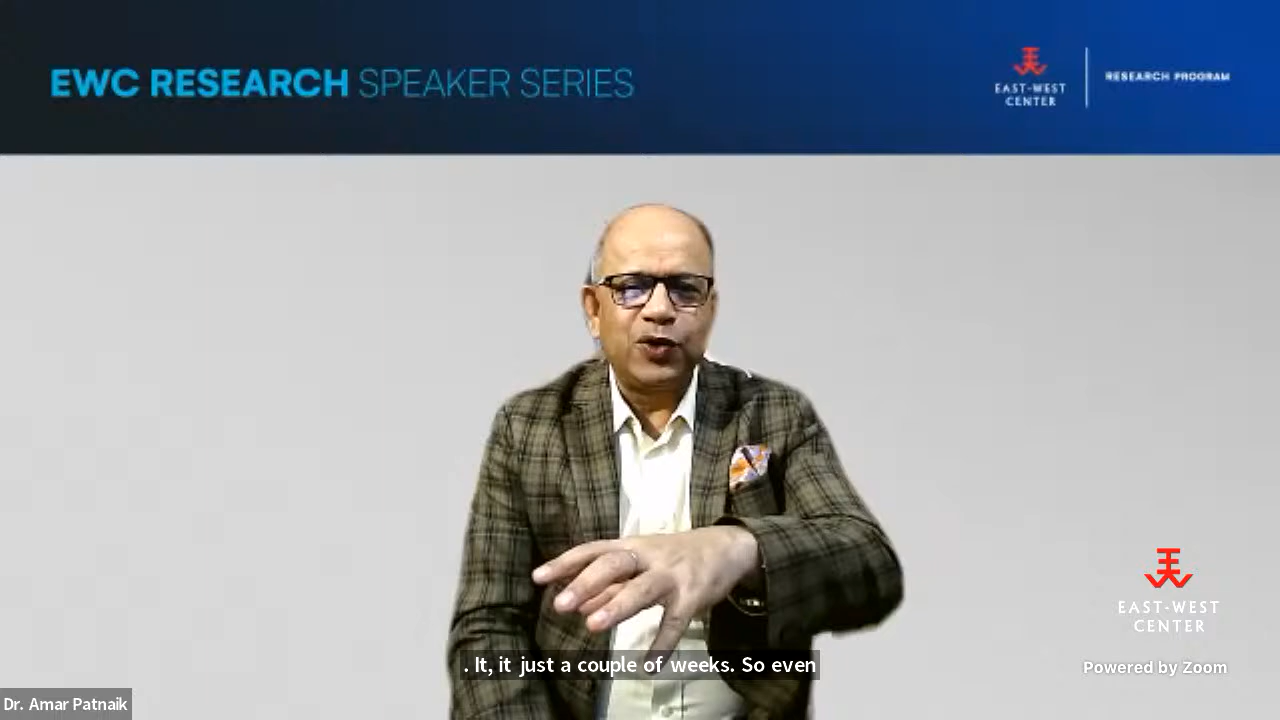 EWC RESEARCH SPEAKER SERIES
EAST-WEST
CENTER
RESEARCH PROGRAM
EAST-WEST
CENTER
. It, it just a couple of weeks. So even
Powered by Zoom
Dr. Amar Patnaik